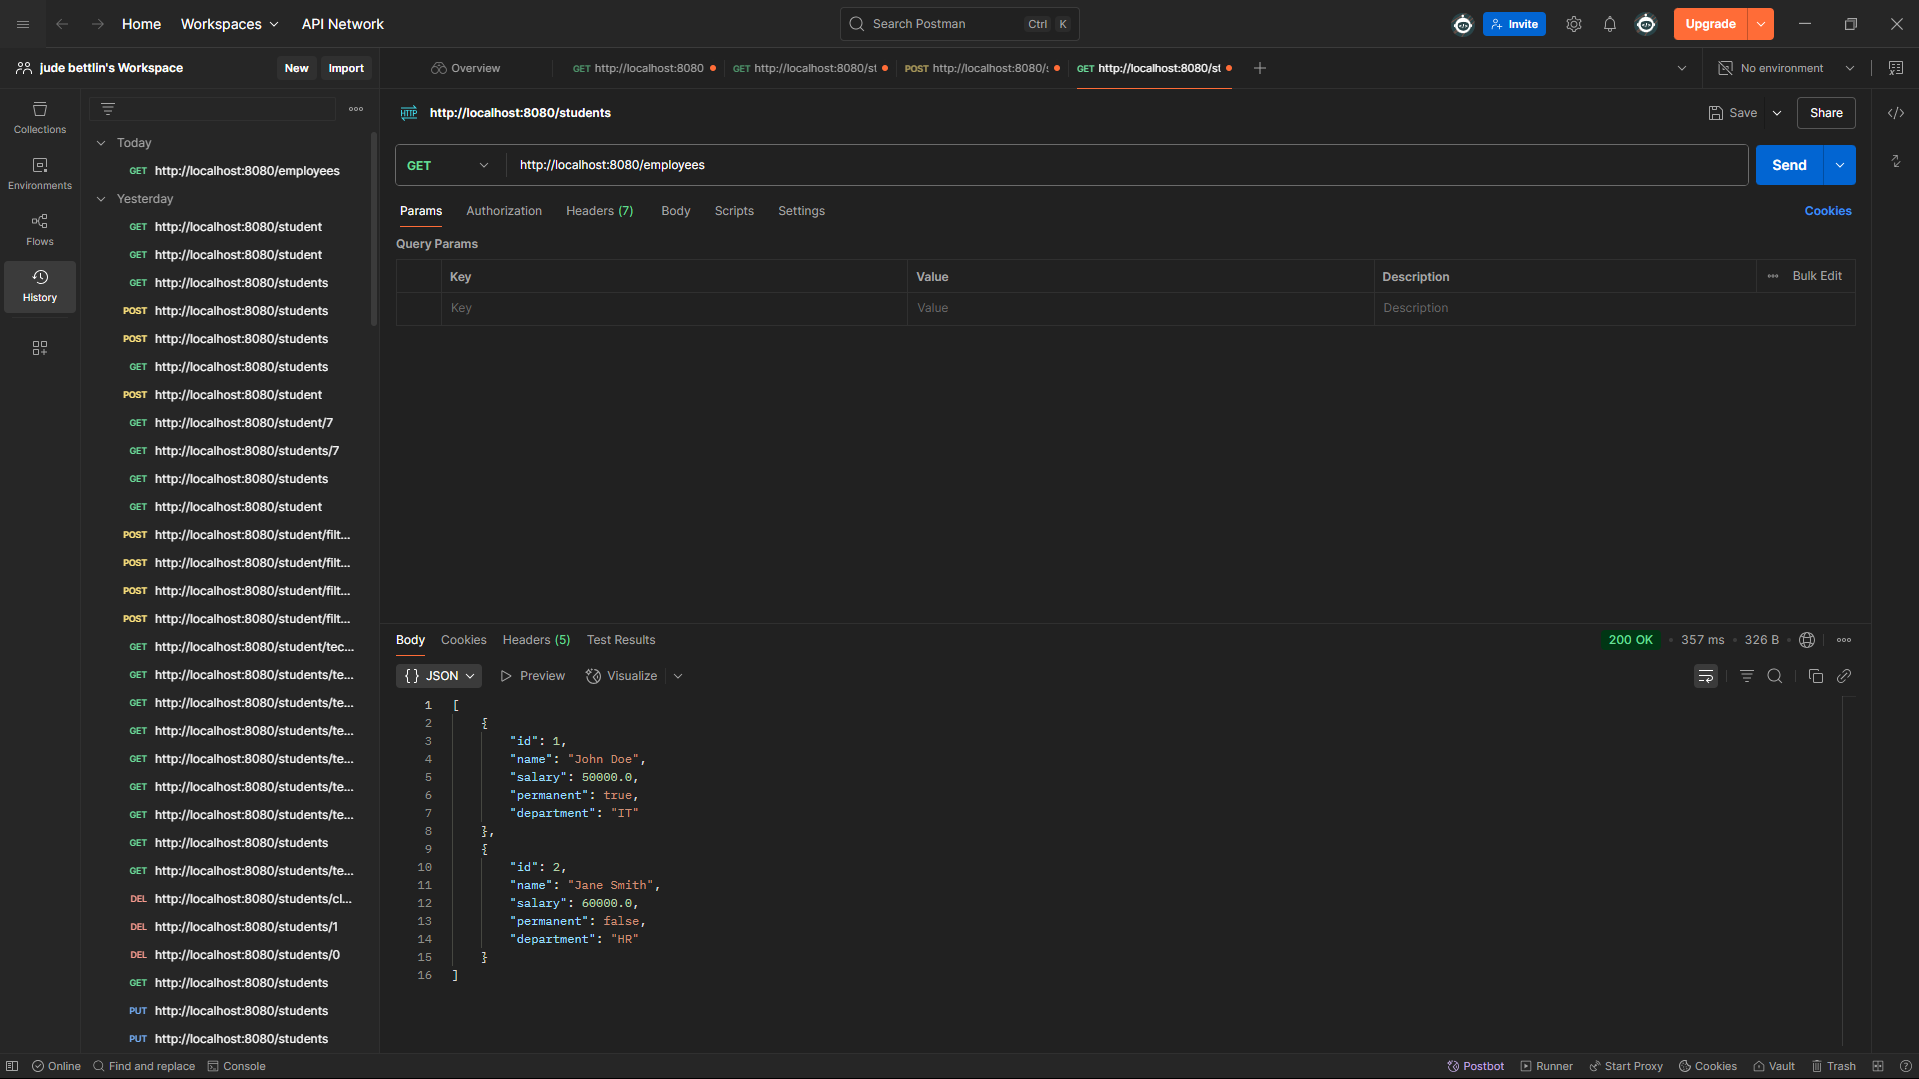 Home Workspaces API Network Search Postman Ctrl K Invite Upgrade
jude bettlin's Workspace New Import Overview GET http://localhost:8080 GET http://localhost:8080/st POST http://localhost:8080/s GET http://localhost:8080/st No environment
Collections
Environments
Flows
History
Today
GET http://localhost:8080/employees
Yesterday
GET http://localhost:8080/student
GET http://localhost:8080/student
GET http://localhost:8080/students
POST http://localhost:8080/students
POST http://localhost:8080/students
GET http://localhost:8080/students
POST http://localhost:8080/student
GET http://localhost:8080/student/7
GET http://localhost:8080/students/7
GET http://localhost:8080/students
GET http://localhost:8080/student
POST http://localhost:8080/student/filt...
POST http://localhost:8080/student/filt...
POST http://localhost:8080/student/filt...
POST http://localhost:8080/student/filt...
GET http://localhost:8080/student/tec...
GET http://localhost:8080/students/te...
GET http://localhost:8080/students/te...
GET http://localhost:8080/students/te...
GET http://localhost:8080/students/te...
GET http://localhost:8080/students/te...
GET http://localhost:8080/students/te...
GET http://localhost:8080/students
GET http://localhost:8080/students/te...
DEL http://localhost:8080/students/cl...
DEL http://localhost:8080/students/1
DEL http://localhost:8080/students/0
GET http://localhost:8080/students
PUT http://localhost:8080/students
PUT http://localhost:8080/students
HTTP http://localhost:8080/students Save Share
GET http://localhost:8080/employees Send
Params Authorization Headers (7) Body Scripts Settings Cookies
Query Params
Key Value Description Bulk Edit
Key Value Description
Body Cookies Headers (5) Test Results 200 OK 357 ms 326 B
{} JSON Preview Visualize
1 [
2 {
3 "id": 1,
4 "name": "John Doe",
5 "salary": 50000.0,
6 "permanent": true,
7 "department": "IT"
8 },
9 {
10 "id": 2,
11 "name": "Jane Smith",
12 "salary": 60000.0,
13 "permanent": false,
14 "department": "HR"
15 }
16 ]
Online Find and replace Console Postbot Runner Start Proxy Cookies Vault Trash